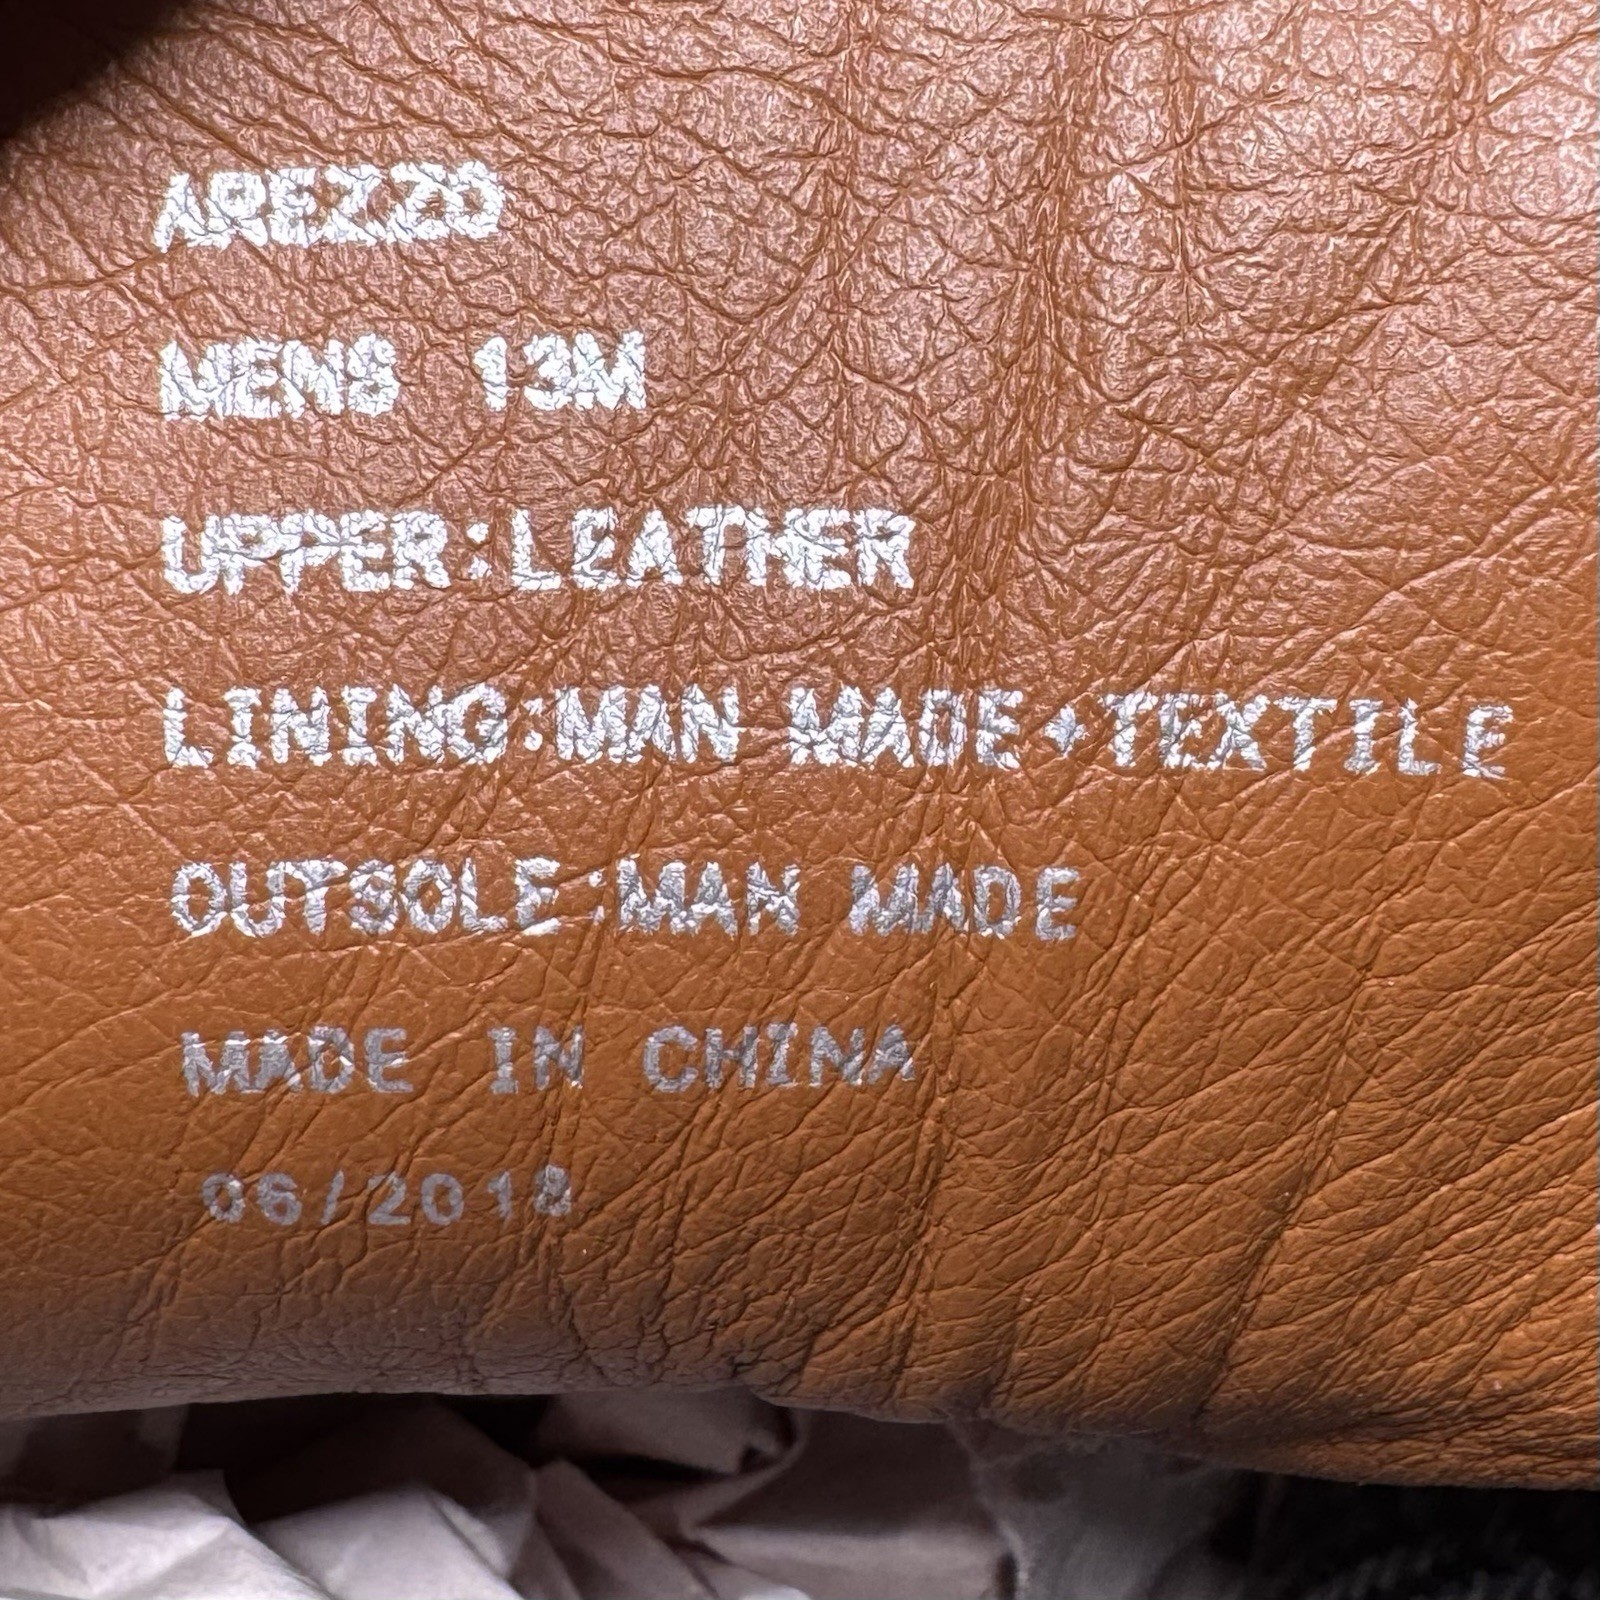 AREZZO
MENS 13M
UPPER:LEATHER
LINING:MAN MADE+TEXTILE
OUTSOLE:MAN MADE
MADE IN CHINA
06/2018